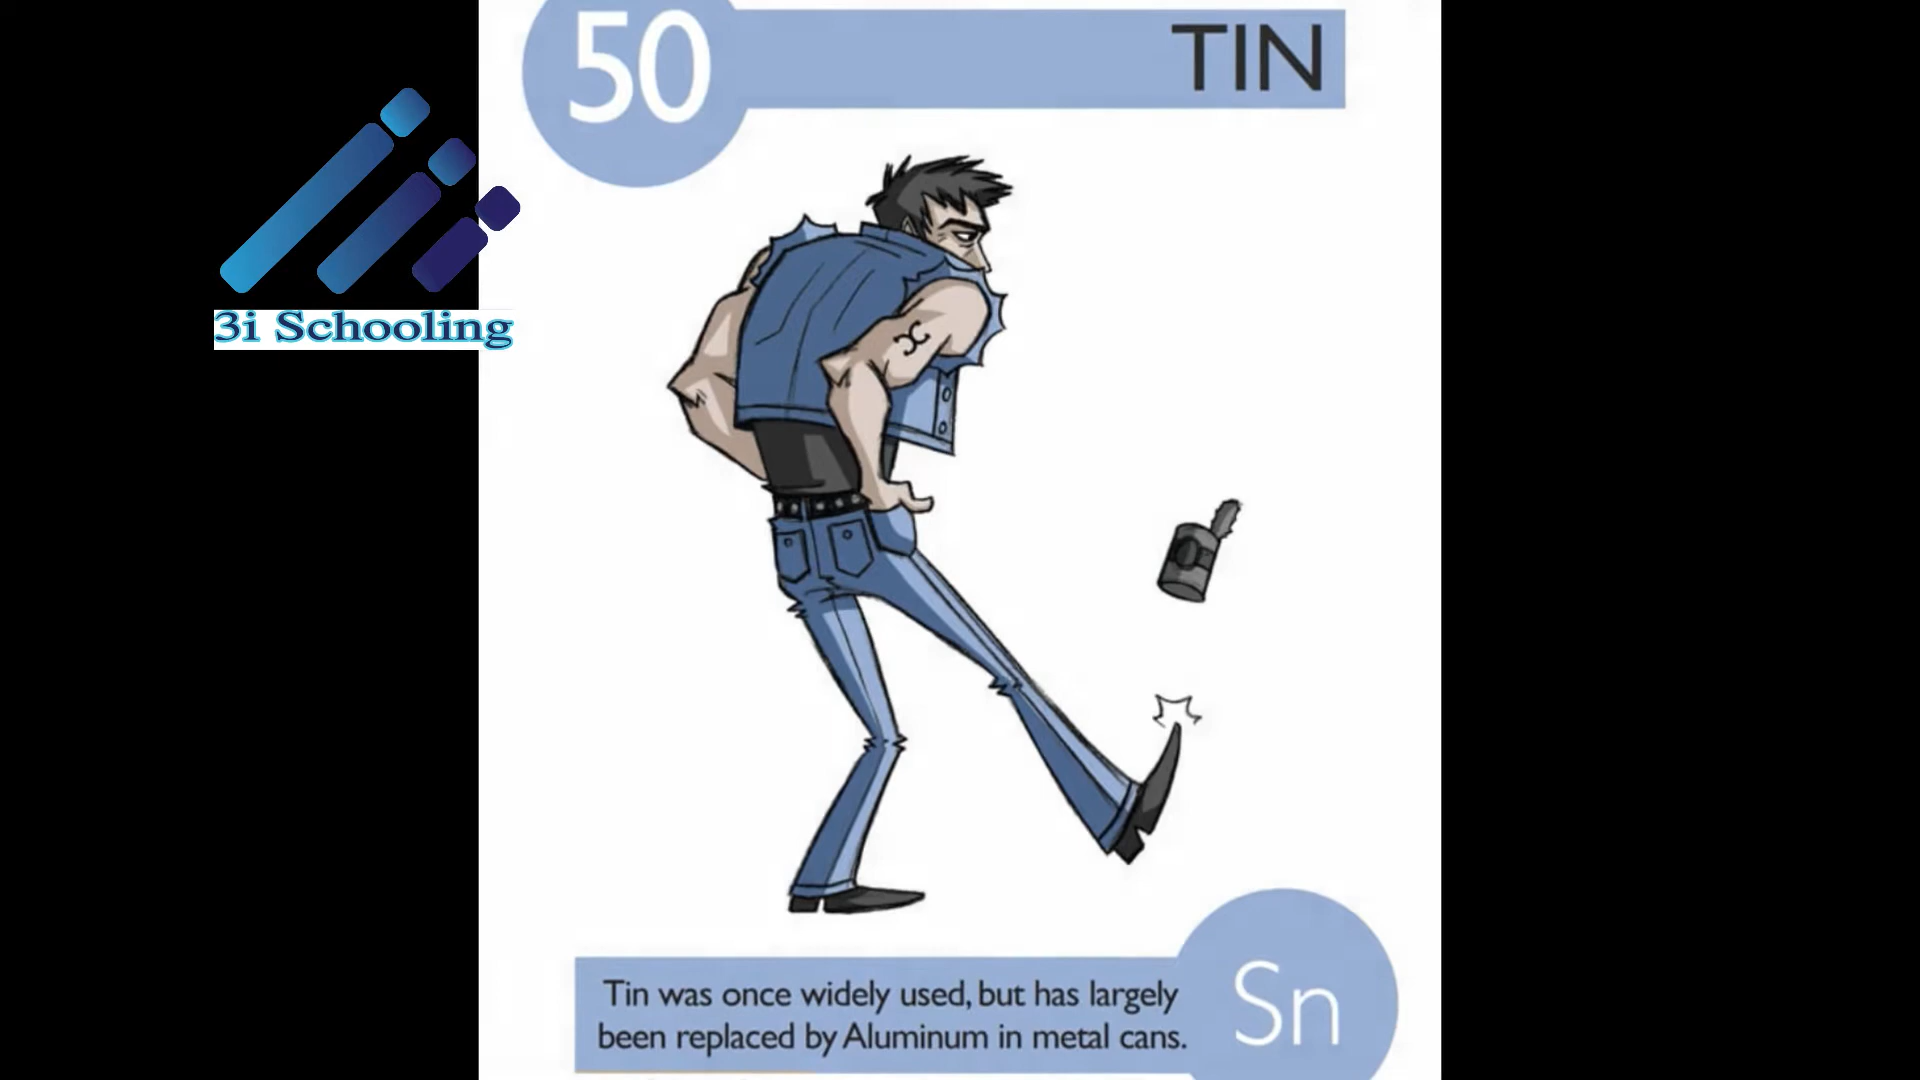 50
TIN
3i Schooling
Tin was once widely used, but has largely
been replaced by Aluminum in metal cans.
Sn